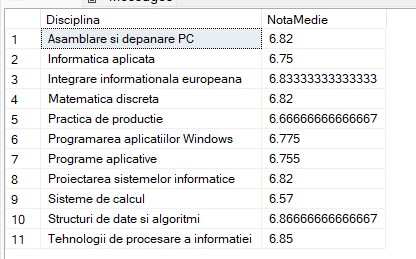 Disciplina NotaMedie
1 Asamblare si depanare PC 6.82
2 Informatica aplicata 6.75
3 Integrare informationala europeana 6.83333333333333
4 Matematica discreta 6.82
5 Practica de productie 6.66666666666667
6 Programarea aplicatiilor Windows 6.775
7 Programe aplicative 6.755
8 Proiectarea sistemelor informatice 6.82
9 Sisteme de calcul 6.57
10 Structuri de date si algoritmi 6.86666666666667
11 Tehnologii de procesare a informatiei 6.85